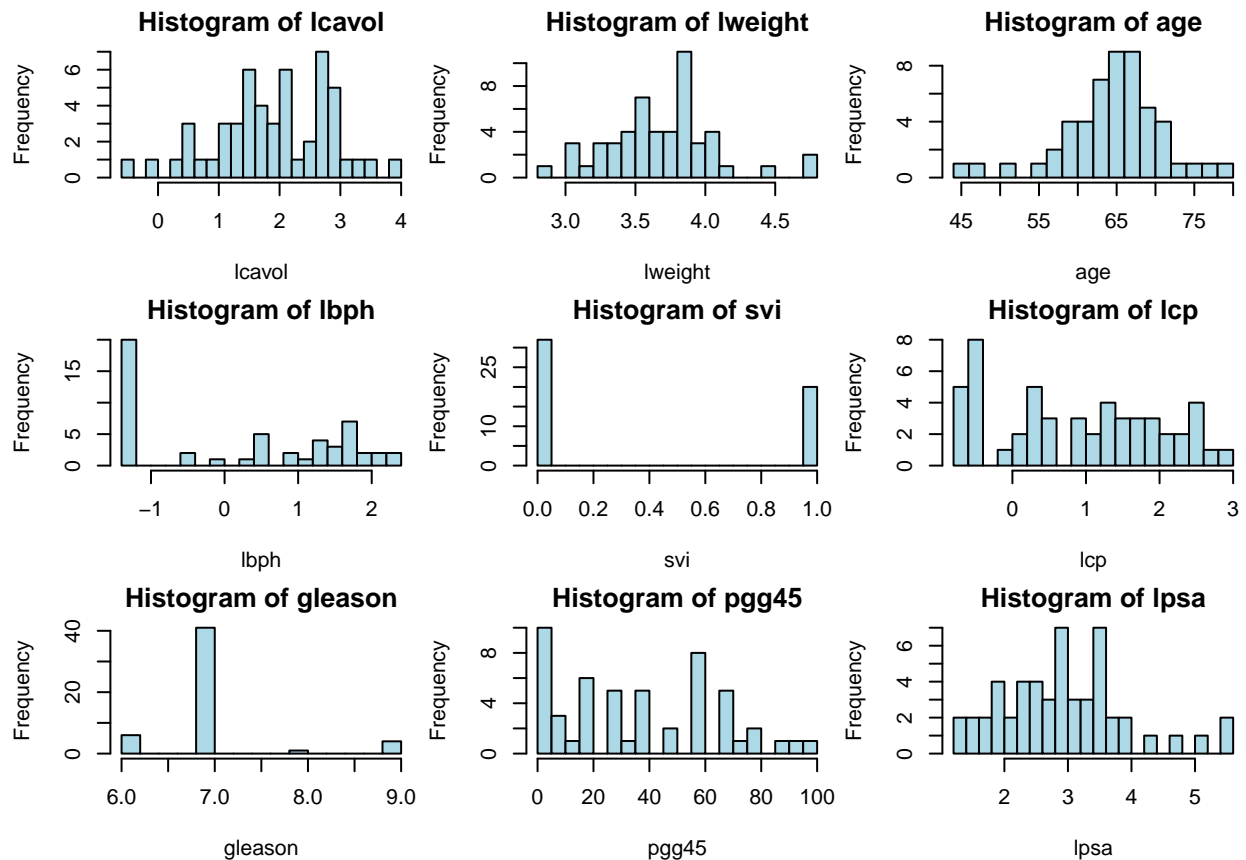 Histogram of lcavol
Frequency
0 2 4 6
0 1 2 3 4
lcavol
Histogram of lweight
Frequency
0 4 8
3.0 3.5 4.0 4.5
lweight
Histogram of age
Frequency
0 4 8
45 55 65 75
age
Histogram of lbph
Frequency
0 5 15
−1 0 1 2
lbph
Histogram of svi
Frequency
0 10 25
0.0 0.2 0.4 0.6 0.8 1.0
svi
Histogram of lcp
Frequency
0 2 4 6 8
0 1 2 3
lcp
Histogram of gleason
Frequency
0 20 40
6.0 7.0 8.0 9.0
gleason
Histogram of pgg45
Frequency
0 4 8
0 20 40 60 80 100
pgg45
Histogram of lpsa
Frequency
0 2 4 6
2 3 4 5
lpsa